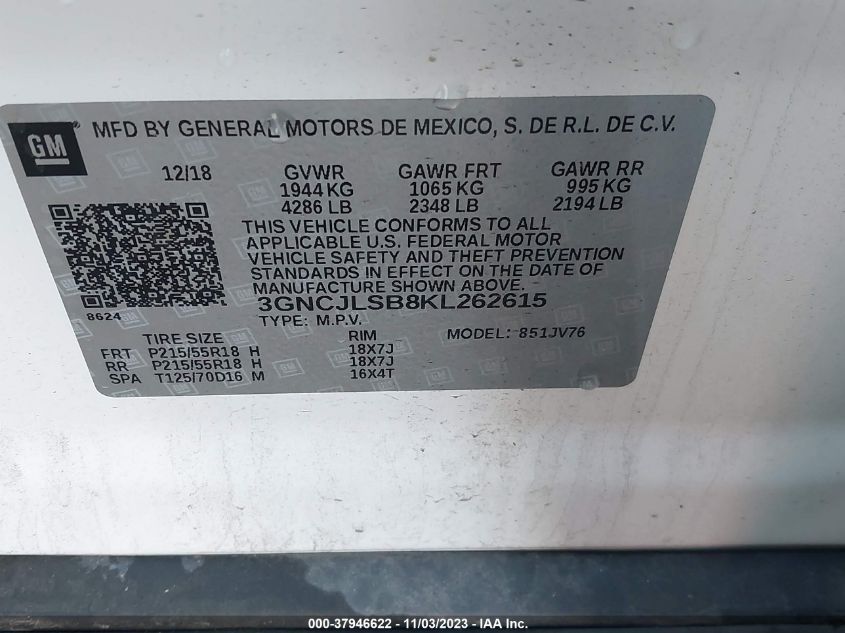 GM ® MFD BY GENERAL MOTORS DE MEXICO, S. DE R.L. DE C.V.
12/18 GVWR GAWR FRT GAWR RR
1944 KG 1065 KG 995 KG
4286 LB 2348 LB 2194 LB
THIS VEHICLE CONFORMS TO ALL
APPLICABLE U.S. FEDERAL MOTOR
VEHICLE SAFETY AND THEFT PREVENTION
STANDARDS IN EFFECT ON THE DATE OF
MANUFACTURE SHOWN ABOVE.
8624 3GNCJLSB8KL262615
TYPE: M.P.V.
TIRE SIZE RIM MODEL: 851JV76
FRT P215/55R18 H 18X7J
RR P215/55R18 H 18X7J
SPA T125/70D16 M 16X4T
000-37946622 - 11/03/2023 - IAA Inc.